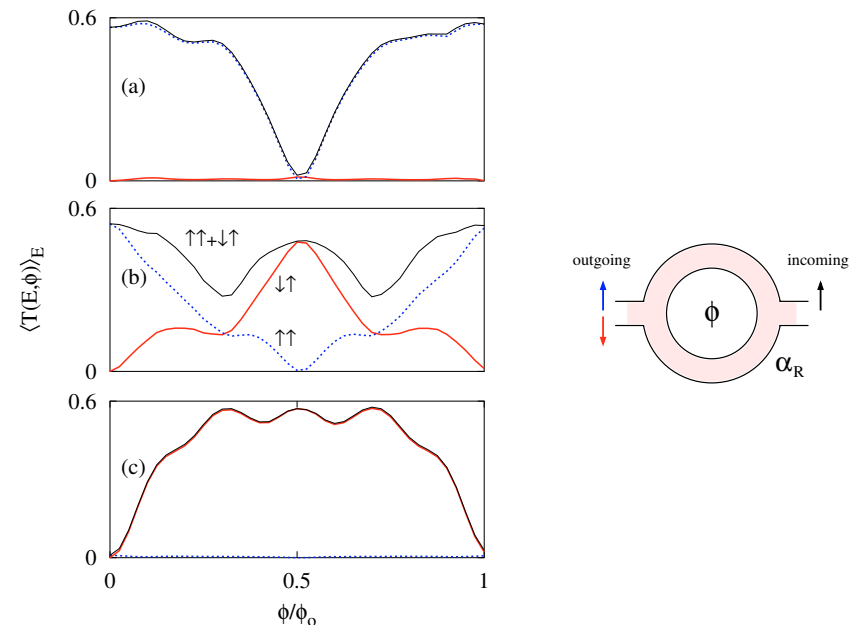 0.6
(a)
0
0.6
↑↑+↓↑
(b)
↓↑
↑↑
0
0.6
(c)
0
0
0.5
1
ϕ/ϕ₀
⟨T(E,ϕ)⟩E
outgoing
incoming
ϕ
αR